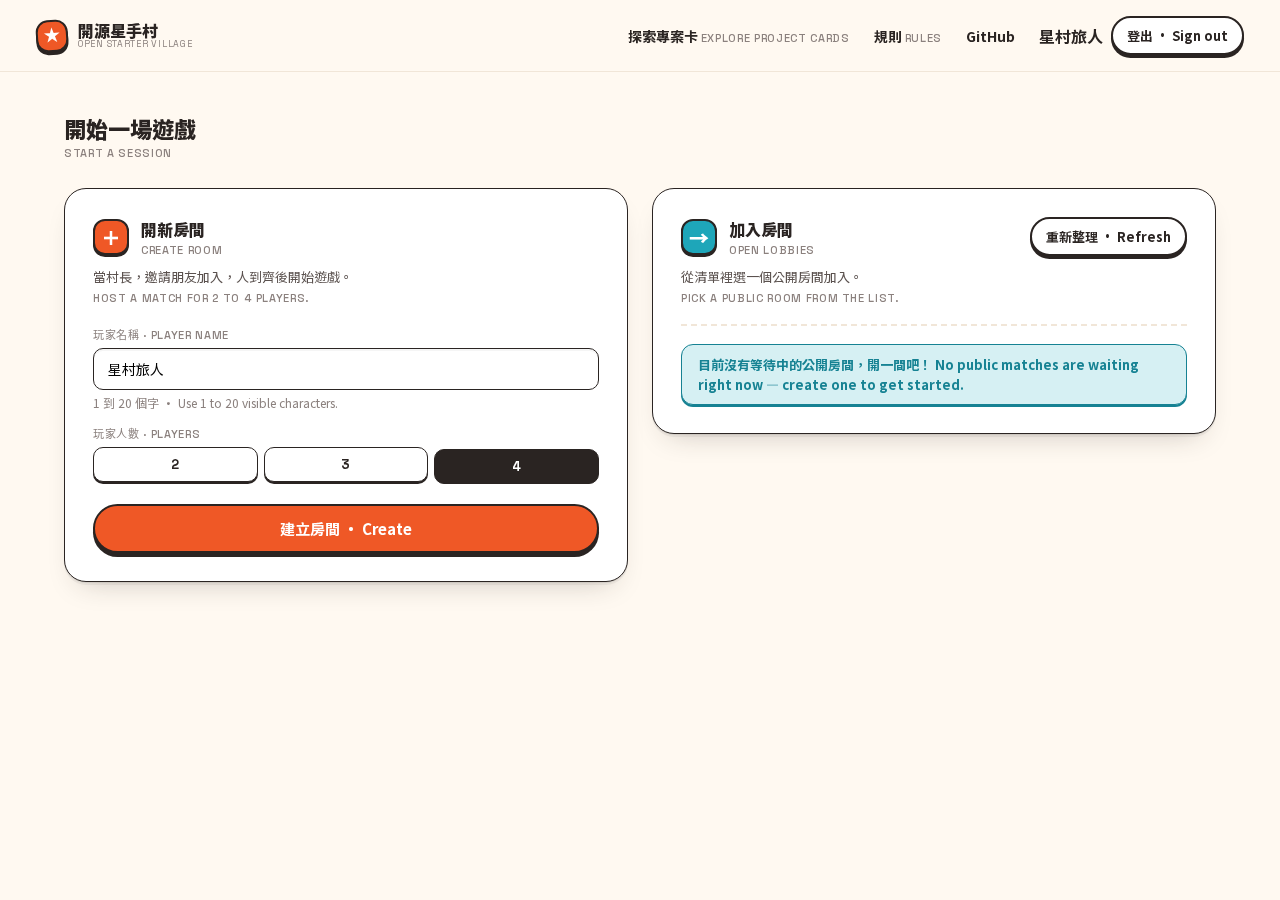 開源星手村
OPEN STARTER VILLAGE
探索專案卡 EXPLORE PROJECT CARDS
規則 RULES
GitHub
星村旅人
登出 • Sign out
開始一場遊戲
START A SESSION
開新房間
CREATE ROOM
當村長，邀請朋友加入，人到齊後開始遊戲。
HOST A MATCH FOR 2 TO 4 PLAYERS.
玩家名稱 · PLAYER NAME
星村旅人
1 到 20 個字 • Use 1 to 20 visible characters.
玩家人數 · PLAYERS
2
3
4
建立房間 • Create
加入房間
OPEN LOBBIES
重新整理 • Refresh
從清單裡選一個公開房間加入。
PICK A PUBLIC ROOM FROM THE LIST.
目前沒有等待中的公開房間，開一間吧！ No public matches are waiting
right now — create one to get started.